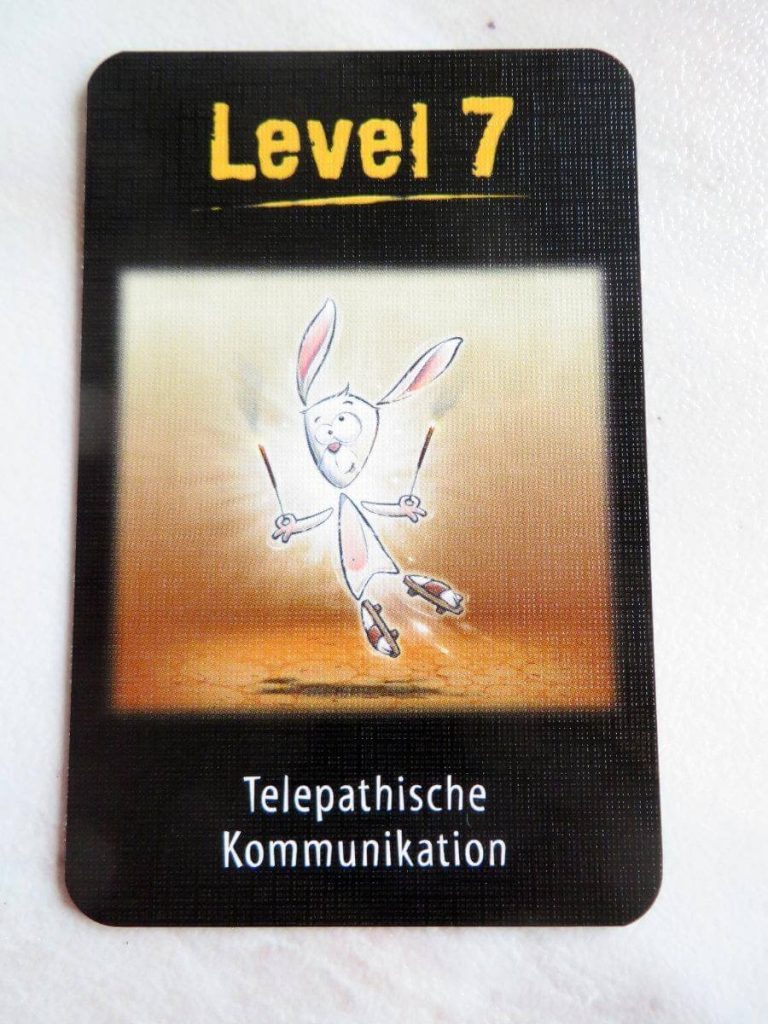 Level 7
Telepathische
Kommunikation